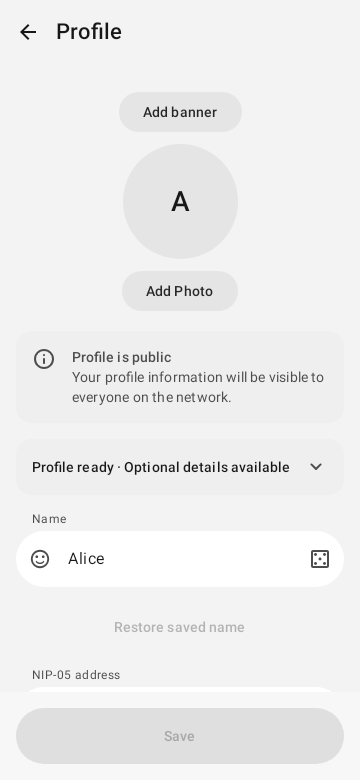 Profile
Add banner
A
Add Photo
Profile is public
Your profile information will be visible to
everyone on the network.
Profile ready · Optional details available
Name
Alice
Restore saved name
NIP-05 address
Save